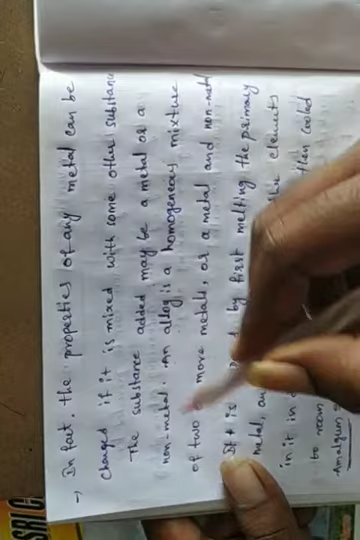 → In fact. the properties of any metal can be
changed if it is mixed with some other substance
The substance added may be a metal or a
non-metal. An alloy is a homogeneous mixture
of two more metals, or a metal and non-metal
It is by first melting the primary
metal, the elements
in it in then cooled
to room
Amalgum